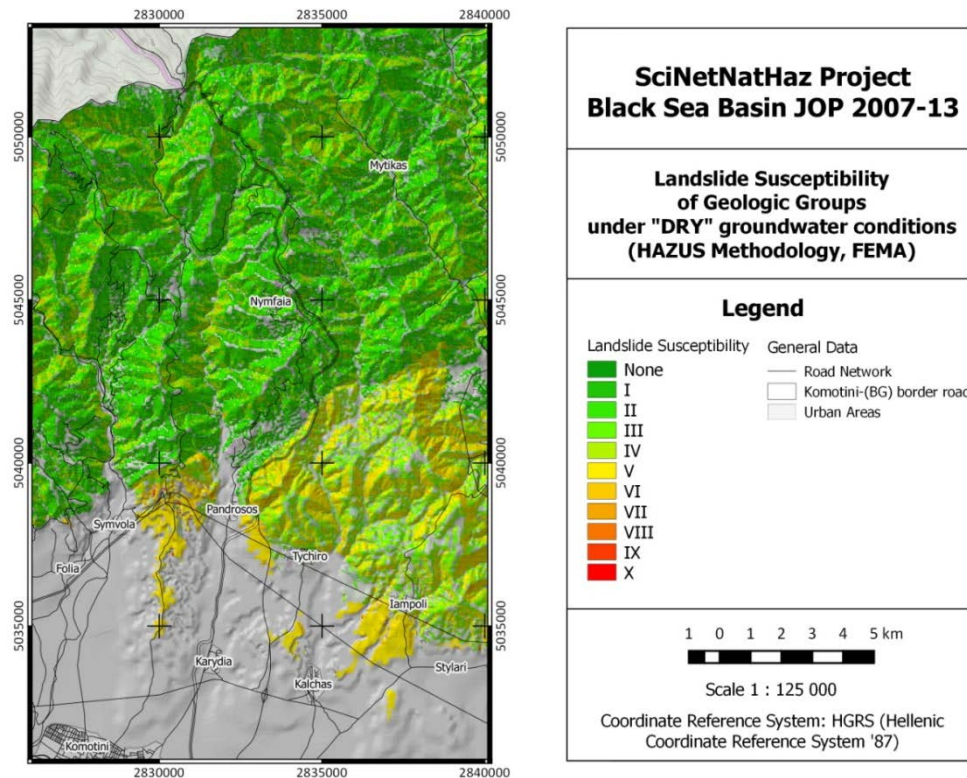 2830000
2835000
2840000
5050000
5050000
Mytikas
5045000
5045000
Nymfaia
5040000
5040000
Symvola
Pandrosos
Folia
Tychiro
Iampoli
5035000
5035000
Karydia
Stylari
Kalchas
Komotini
2830000
2835000
2840000
SciNetNatHaz Project
Black Sea Basin JOP 2007-13
Landslide Susceptibility
of Geologic Groups
under "DRY" groundwater conditions
(HAZUS Methodology, FEMA)
Legend
Landslide Susceptibility
None
I
II
III
IV
V
VI
VII
VIII
IX
X
General Data
Road Network
Komotini-(BG) border road
Urban Areas
1 0 1 2 3 4 5 km
Scale 1 : 125 000
Coordinate Reference System: HGRS (Hellenic
Coordinate Reference System '87)